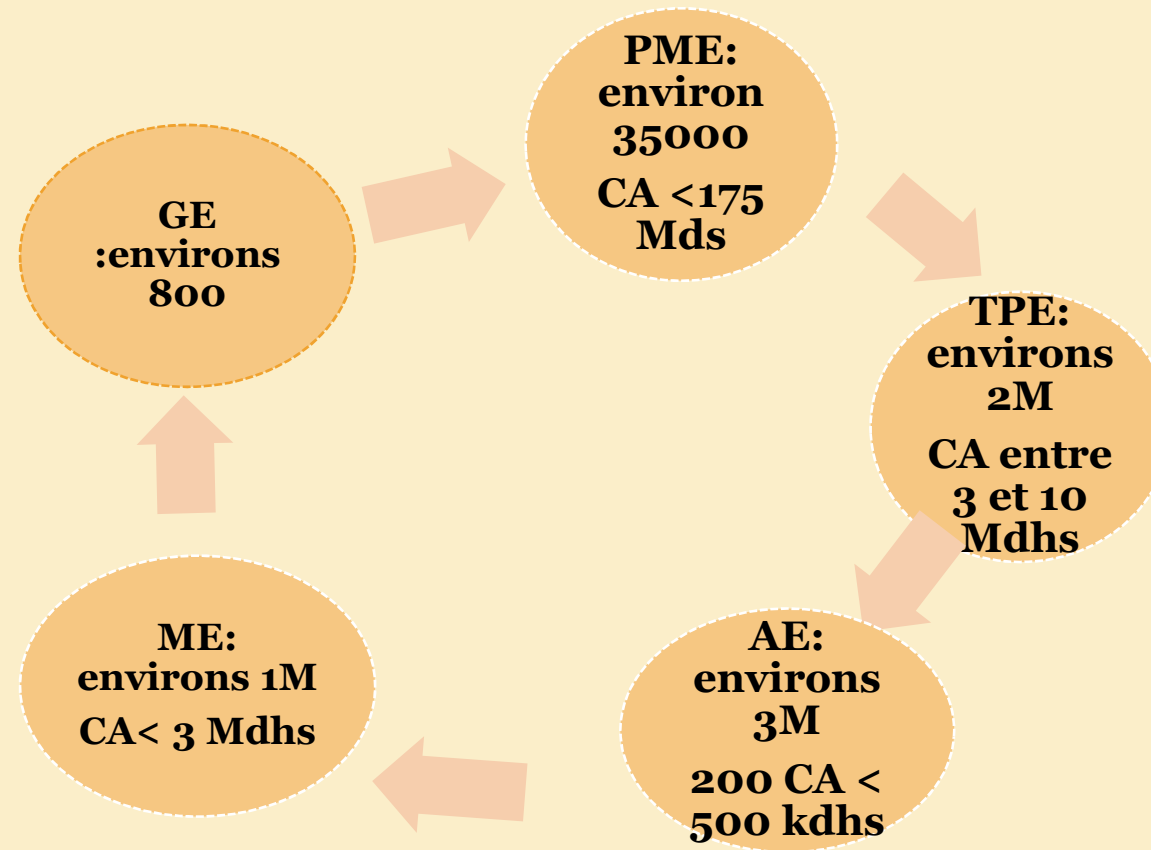 GE
:environs
800
PME:
environ
35000
CA <175
Mds
TPE:
environs
2M
CA entre
3 et 10
Mdhs
AE:
environs
3M
200 CA <
500 kdhs
ME:
environs 1M
CA< 3 Mdhs